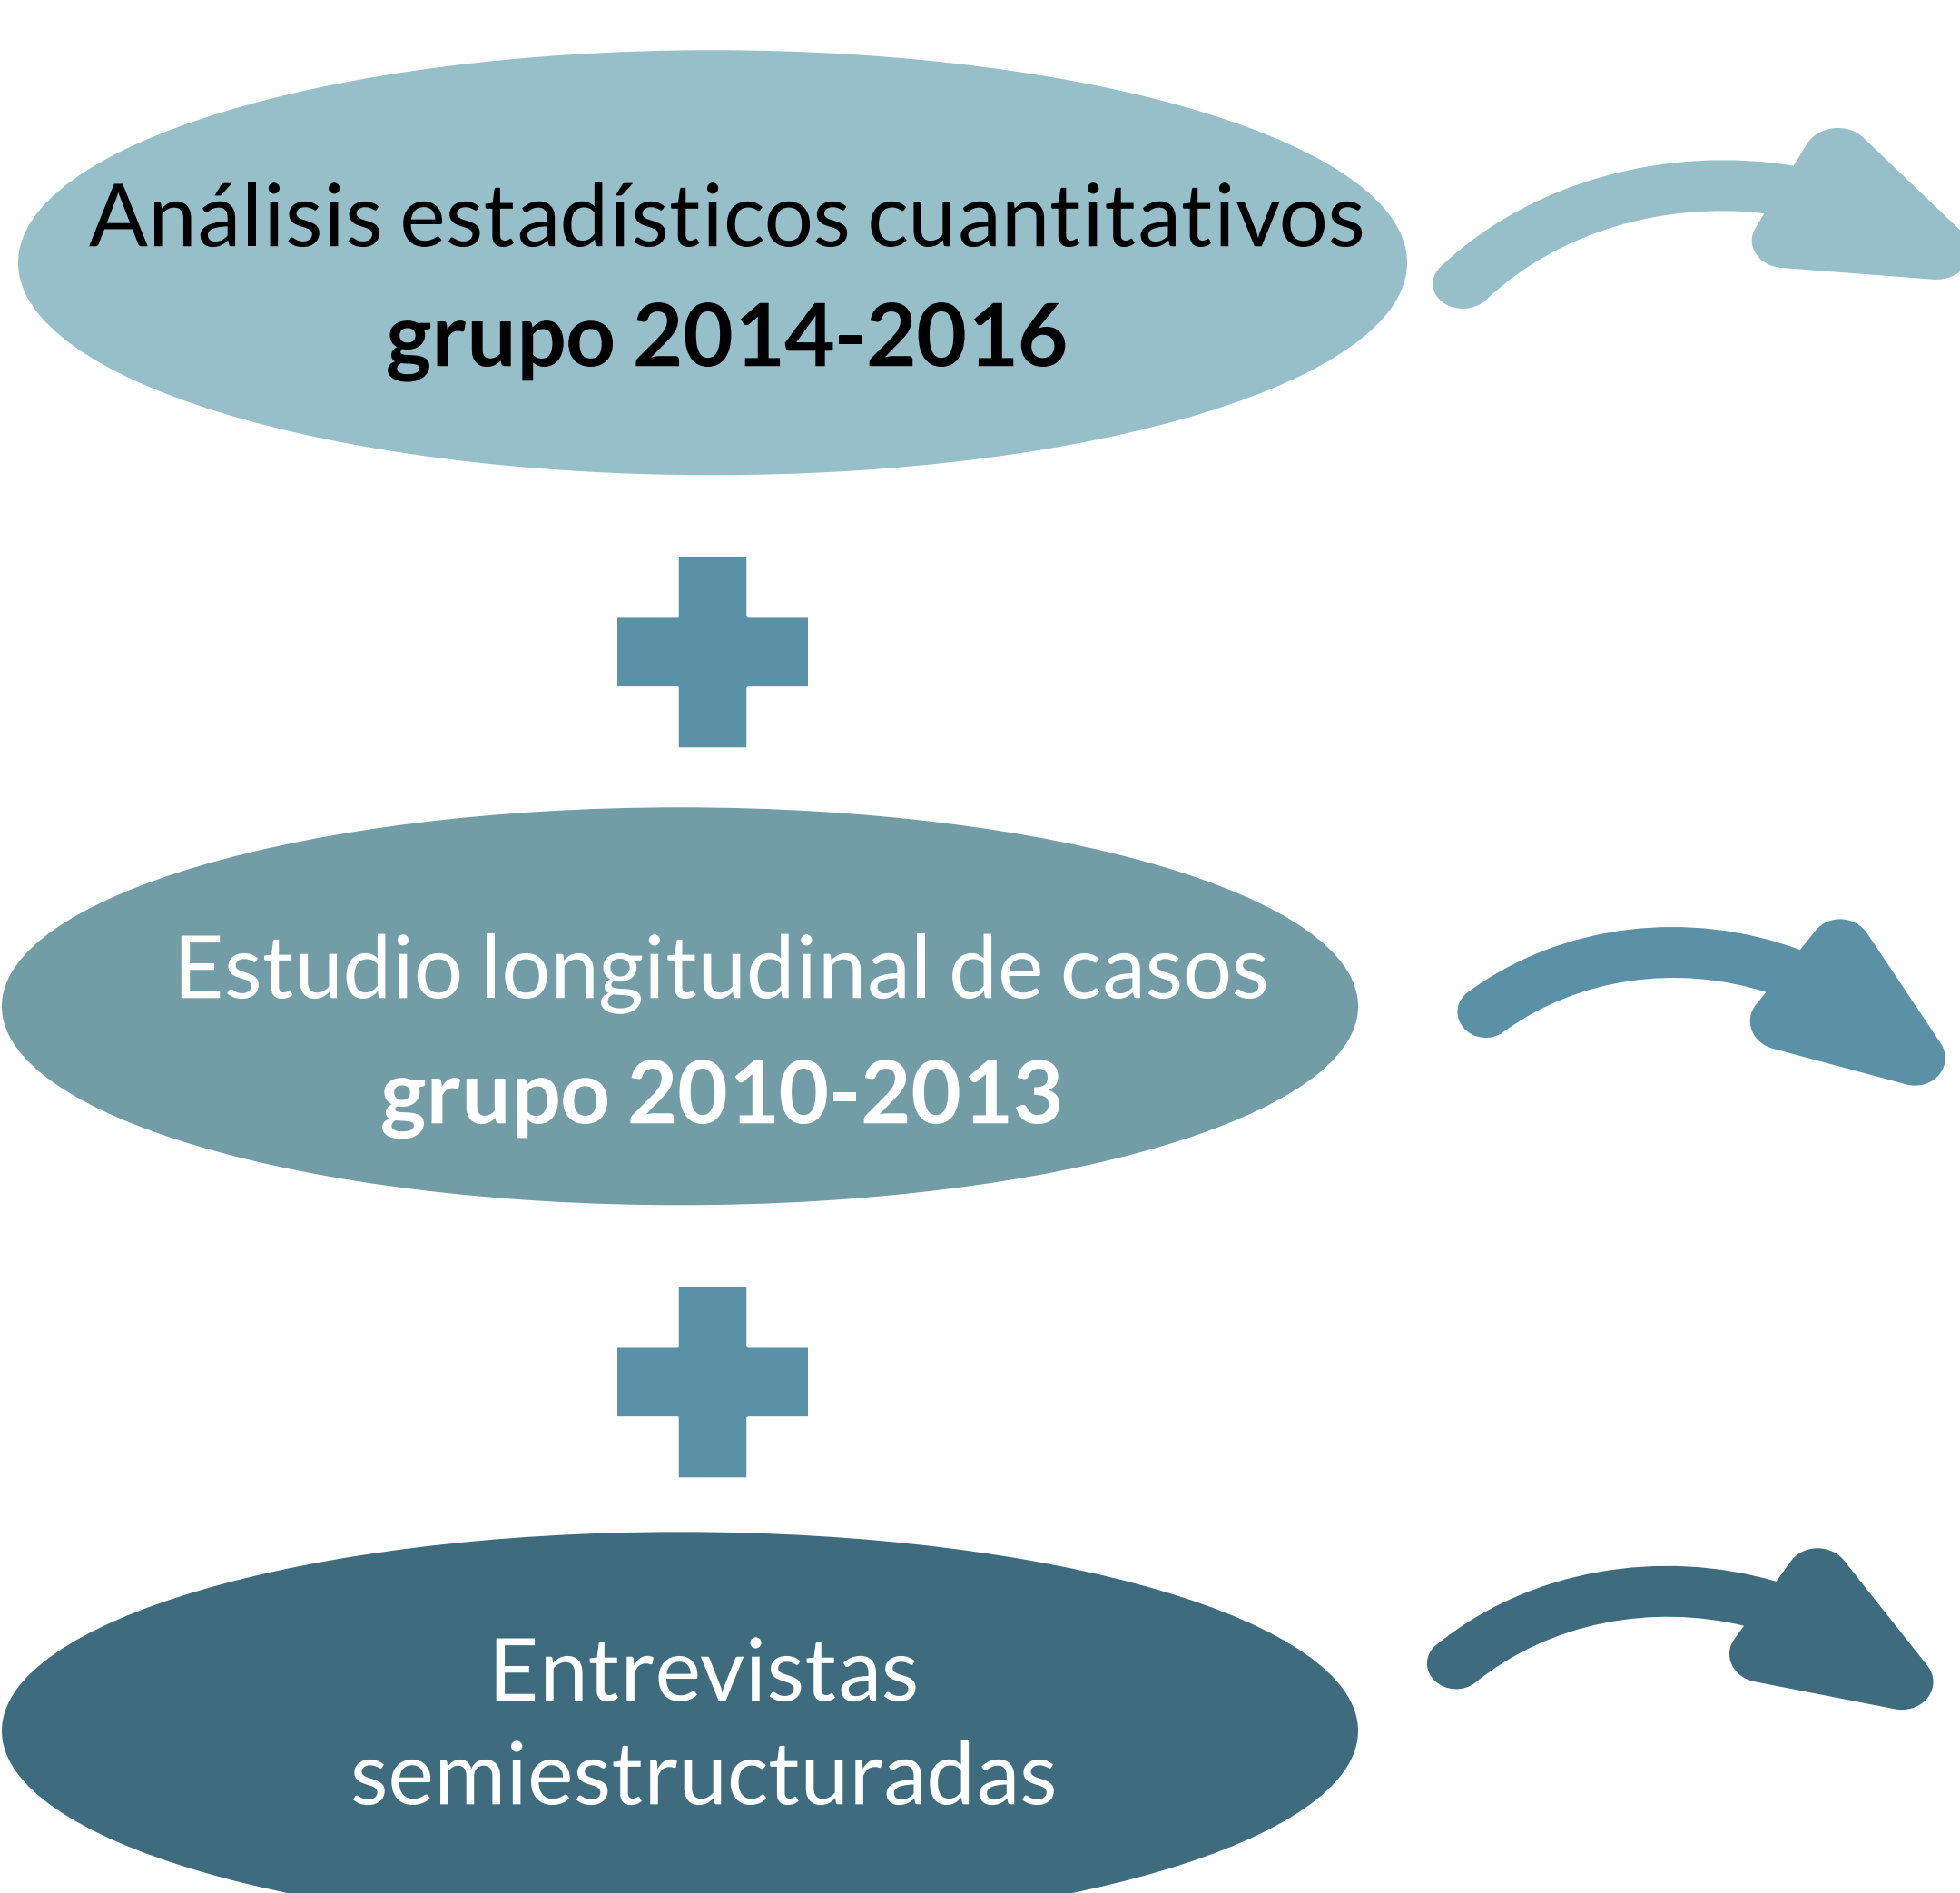 Análisis estadísticos cuantitativos
grupo 2014-2016
Estudio longitudinal de casos
grupo 2010-2013
Entrevistas
semiestructuradas